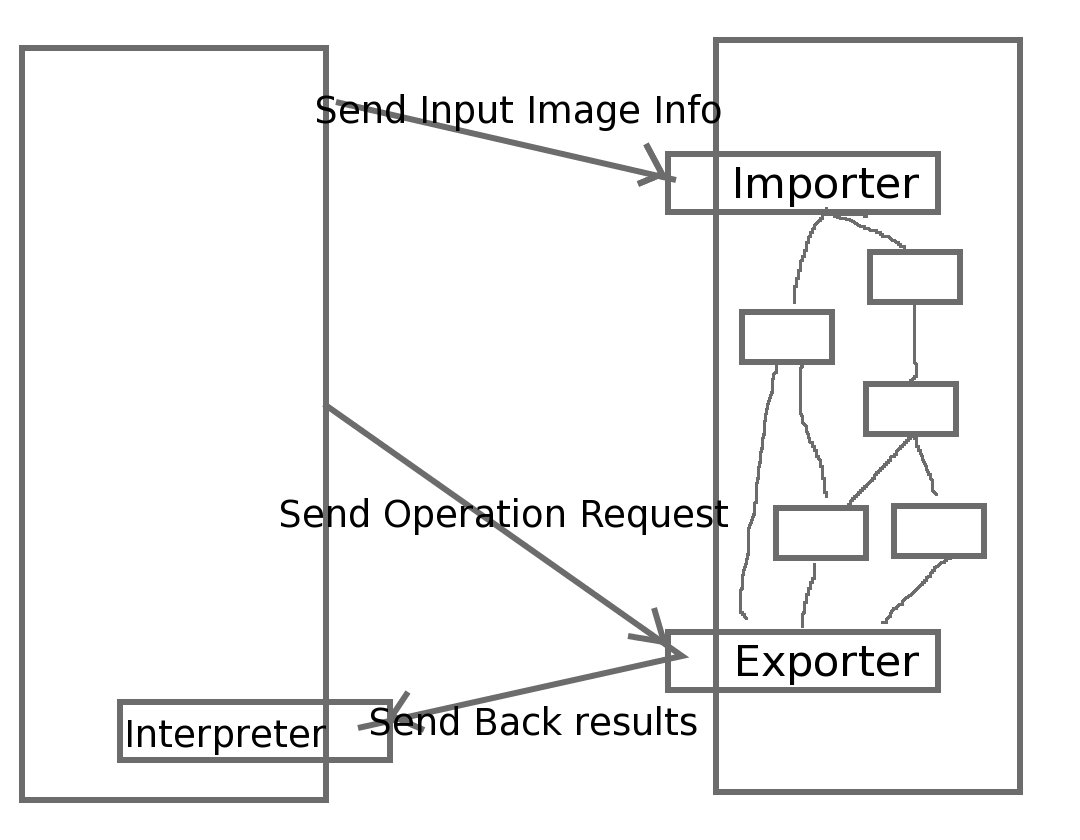 Send Input Image Info
Importer
Send Operation Request
Exporter
Send Back results
Interpreter